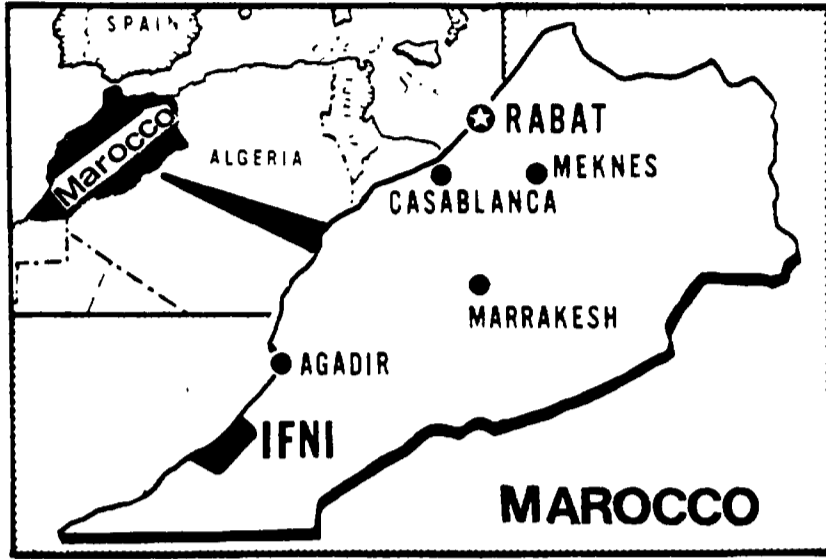 SPAIN
Marocco
ALGERIA
RABAT
CASABLANCA
MEKNES
MARRAKESH
AGADIR
IFNI
MAROCCO